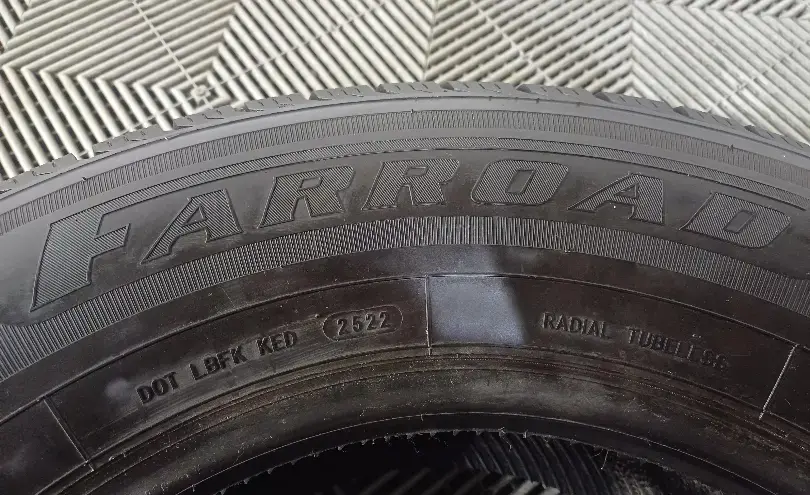 FARROAD
DOT LBFK KED 2522
RADIAL TUBELESS